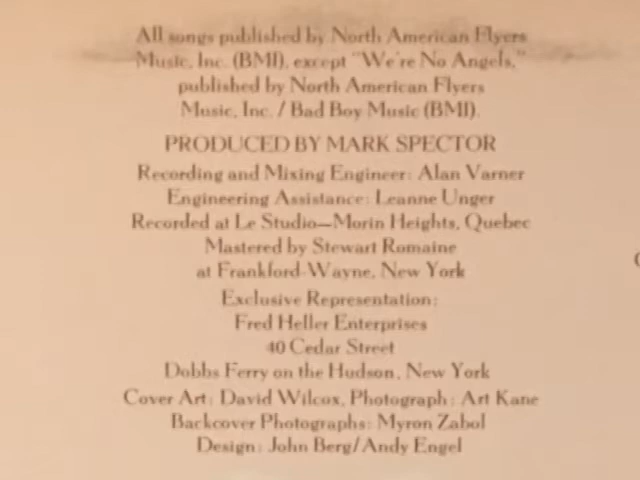 All songs published by North American Flyers
Music, Inc. (BMI), except "We're No Angels,"
published by North American Flyers
Music, Inc. / Bad Boy Music (BMI).
PRODUCED BY MARK SPECTOR
Recording and Mixing Engineer: Alan Varner
Engineering Assistance: Leanne Unger
Recorded at Le Studio—Morin Heights, Quebec
Mastered by Stewart Romaine
at Frankford-Wayne, New York
Exclusive Representation:
Fred Heller Enterprises
40 Cedar Street
Dobbs Ferry on the Hudson, New York
Cover Art: David Wilcox, Photograph: Art Kane
Backcover Photographs: Myron Zabol
Design: John Berg/Andy Engel